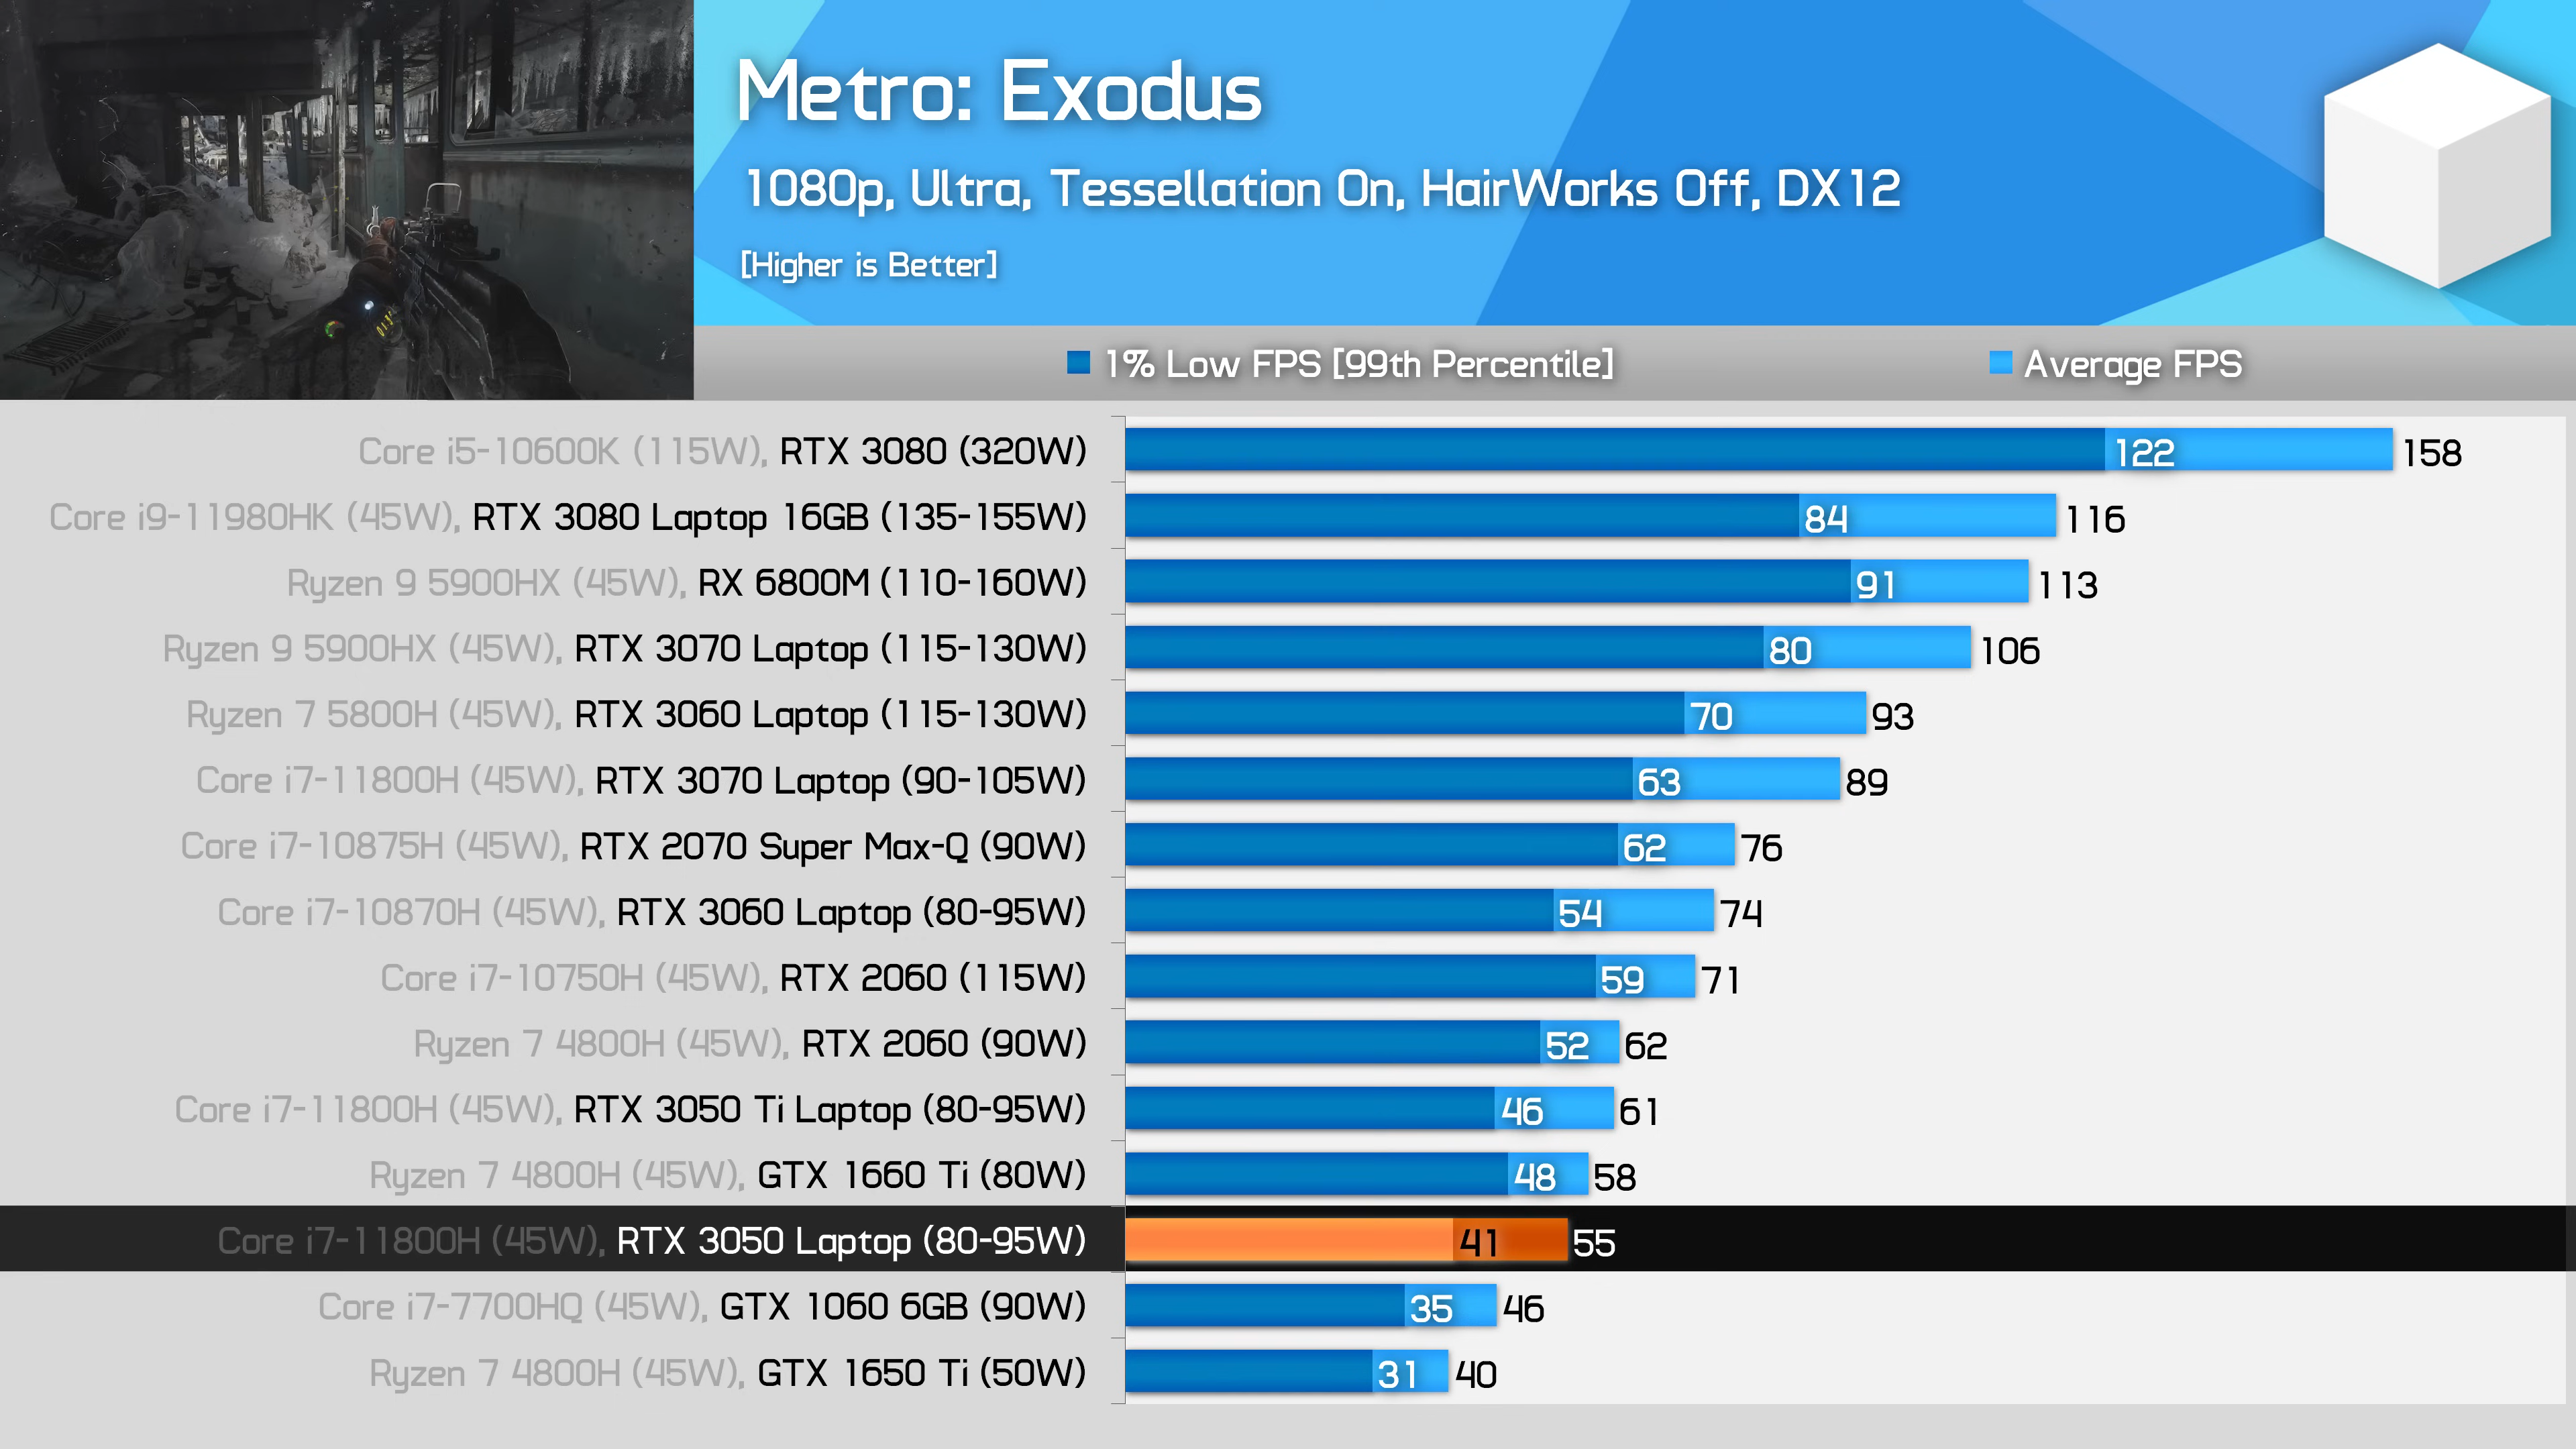 Metro: Exodus
1080p, Ultra, Tessellation On, HairWorks Off, DX12
[Higher is Better]
1% Low FPS [99th Percentile] Average FPS
Core i5-10600K (115W), RTX 3080 (320W) 122 158
Core i9-11980HK (45W), RTX 3080 Laptop 16GB (135-155W) 84 116
Ryzen 9 5900HX (45W), RX 6800M (110-160W) 91 113
Ryzen 9 5900HX (45W), RTX 3070 Laptop (115-130W) 80 106
Ryzen 7 5800H (45W), RTX 3060 Laptop (115-130W) 70 93
Core i7-11800H (45W), RTX 3070 Laptop (90-105W) 63 89
Core i7-10875H (45W), RTX 2070 Super Max-Q (90W) 62 76
Core i7-10870H (45W), RTX 3060 Laptop (80-95W) 54 74
Core i7-10750H (45W), RTX 2060 (115W) 59 71
Ryzen 7 4800H (45W), RTX 2060 (90W) 52 62
Core i7-11800H (45W), RTX 3050 Ti Laptop (80-95W) 46 61
Ryzen 7 4800H (45W), GTX 1660 Ti (80W) 48 58
Core i7-11800H (45W), RTX 3050 Laptop (80-95W) 41 55
Core i7-7700HQ (45W), GTX 1060 6GB (90W) 35 46
Ryzen 7 4800H (45W), GTX 1650 Ti (50W) 31 40